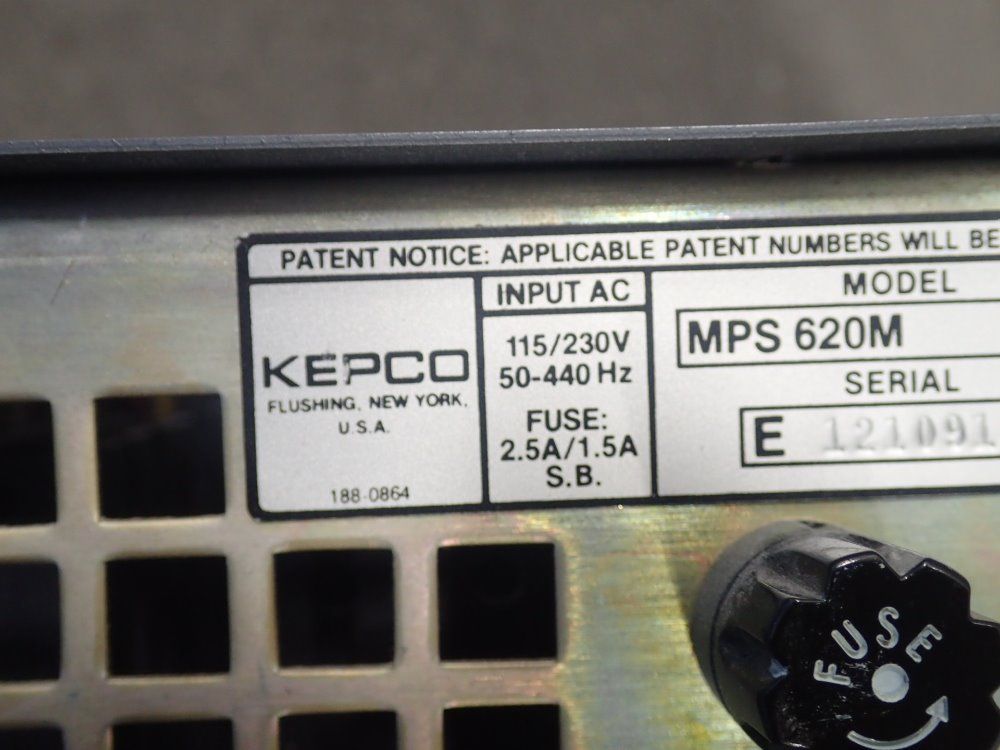 PATENT NOTICE: APPLICABLE PATENT NUMBERS WILL BE
KEPCO
FLUSHING, NEW YORK,
U.S.A.
188-0864
INPUT AC
115/230V
50-440 Hz
FUSE:
2.5A/1.5A
S.B.
MODEL
MPS 620M
SERIAL
E 121091
FUSE